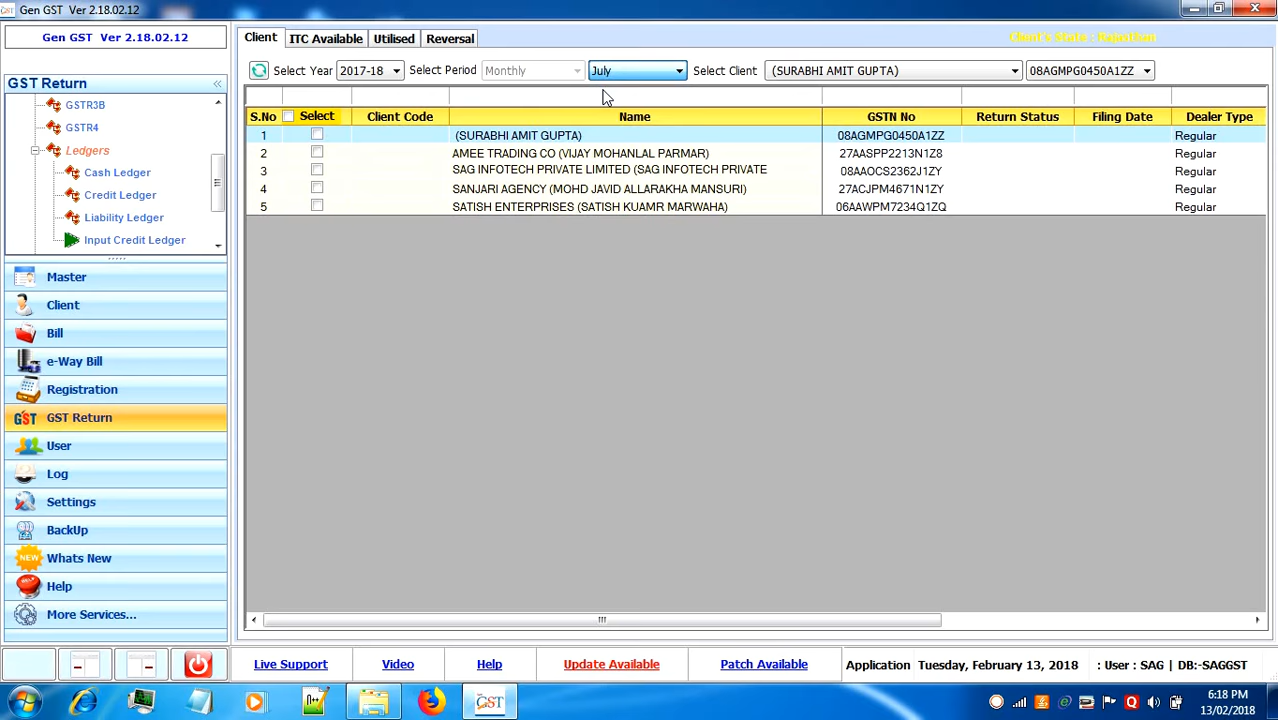 Gen GST Ver 2.18.02.12
Gen GST Ver 2.18.02.12
GST Return
GSTR3B
GSTR4
Ledgers
Cash Ledger
Credit Ledger
Liability Ledger
Input Credit Ledger
Master
Client
Bill
e-Way Bill
Registration
GST Return
User
Log
Settings
BackUp
Whats New
Help
More Services...
Client ITC Available Utilised Reversal Client's State : Rajasthan
Select Year 2017-18 Select Period Monthly July Select Client (SURABHI AMIT GUPTA) 08AGMPG0450A1ZZ
S.No Select Client Code Name GSTN No Return Status Filing Date Dealer Type
1 (SURABHI AMIT GUPTA) 08AGMPG0450A1ZZ Regular
2 AMEE TRADING CO (VIJAY MOHANLAL PARMAR) 27AASPP2213N1Z8 Regular
3 SAG INFOTECH PRIVATE LIMITED (SAG INFOTECH PRIVATE 08AAOCS2362J1ZY Regular
4 SANJARI AGENCY (MOHD JAVID ALLARAKHA MANSURI) 27ACJPM4671N1ZY Regular
5 SATISH ENTERPRISES (SATISH KUAMR MARWAHA) 06AAWPM7234Q1ZQ Regular
Live Support Video Help Update Available Patch Available Application Tuesday, February 13, 2018 : User : SAG | DB:-SAGGST
GST
6:18 PM
13/02/2018